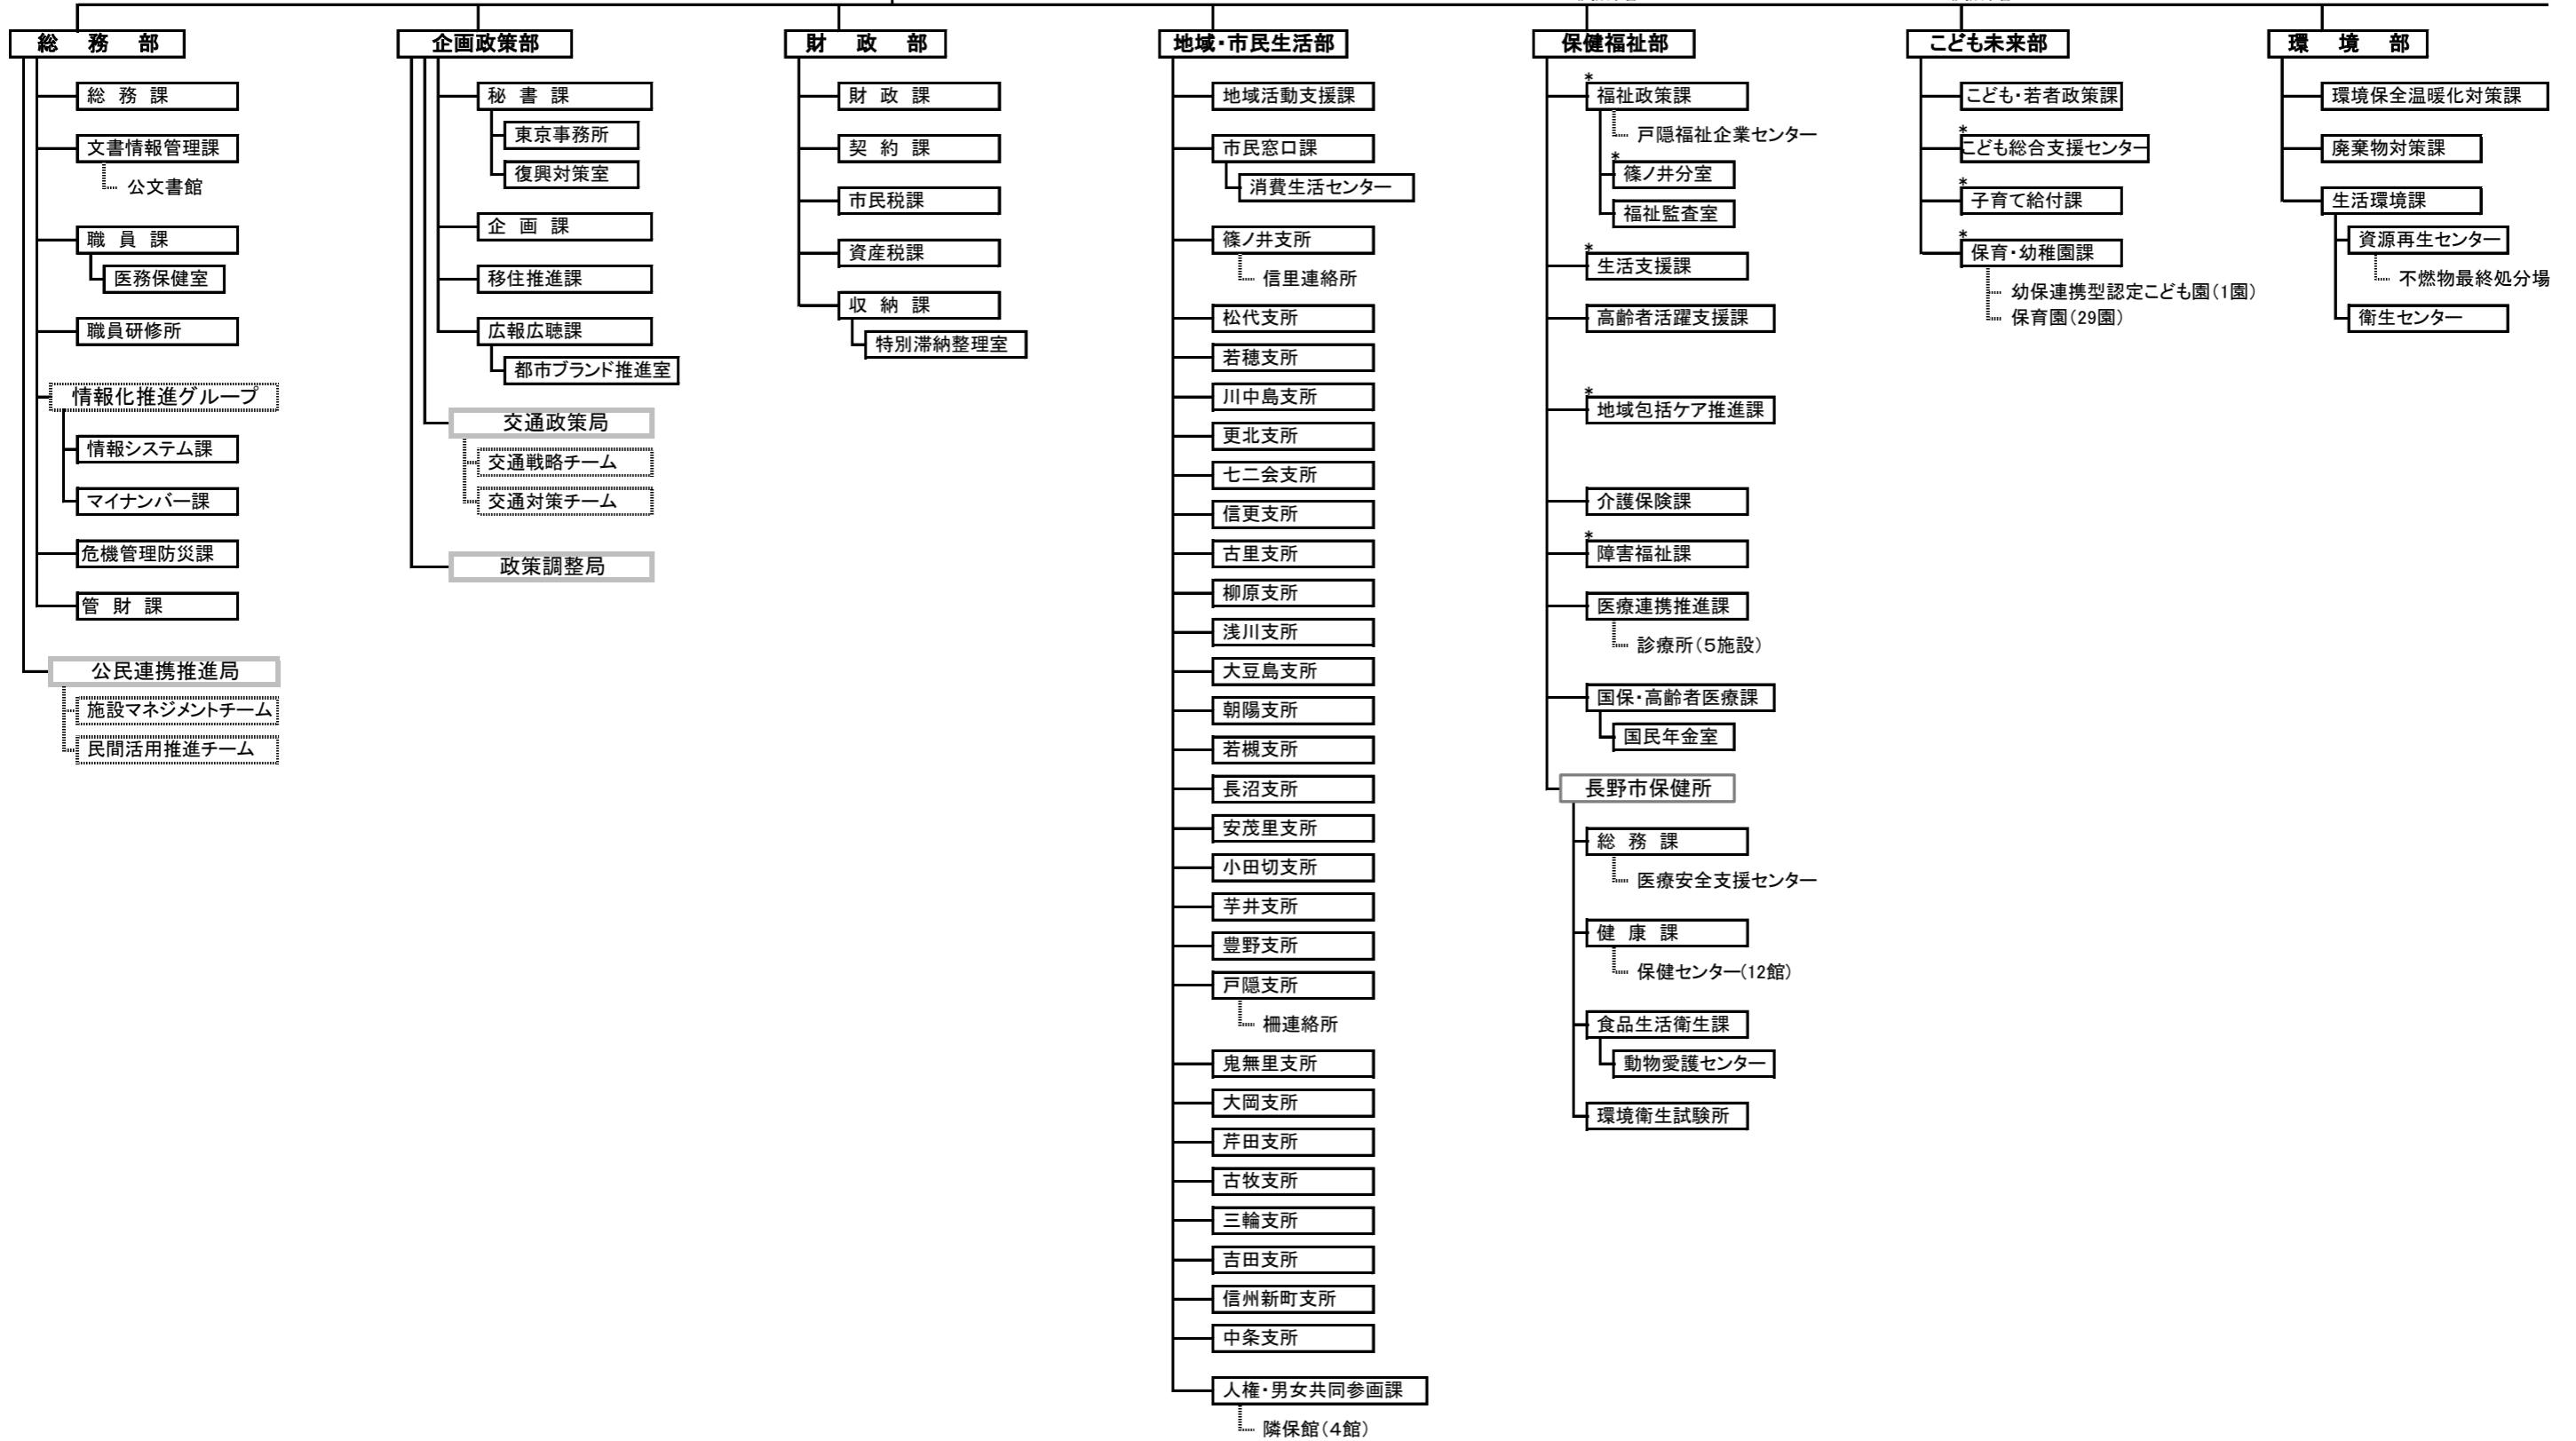 総 務 部
総 務 課
文書情報管理課
公文書館
職 員 課
医務保健室
職員研修所
情報化推進グループ
情報システム課
マイナンバー課
危機管理防災課
管 財 課
公民連携推進局
施設マネジメントチーム
民間活用推進チーム
企画政策部
秘 書 課
東京事務所
復興対策室
企 画 課
移住推進課
広報広聴課
都市ブランド推進室
交通政策局
交通戦略チーム
交通対策チーム
政策調整局
財 政 部
財 政 課
契 約 課
市民税課
資産税課
収 納 課
特別滞納整理室
地域・市民生活部
地域活動支援課
市民窓口課
消費生活センター
篠ノ井支所
信里連絡所
松代支所
若穂支所
川中島支所
更北支所
七二会支所
信更支所
古里支所
柳原支所
浅川支所
大豆島支所
朝陽支所
若槻支所
長沼支所
安茂里支所
小田切支所
芋井支所
豊野支所
戸隠支所
柵連絡所
鬼無里支所
大岡支所
芹田支所
古牧支所
三輪支所
吉田支所
信州新町支所
中条支所
人権・男女共同参画課
隣保館（４館）
保健福祉部
*
福祉政策課
戸隠福祉企業センター
*
篠ノ井分室
福祉監査室
*
生活支援課
高齢者活躍支援課
*
地域包括ケア推進課
介護保険課
*
障害福祉課
医療連携推進課
診療所（５施設）
国保・高齢者医療課
国民年金室
長野市保健所
総 務 課
医療安全支援センター
健 康 課
保健センター(12館)
食品生活衛生課
動物愛護センター
環境衛生試験所
こども未来部
こども・若者政策課
*
こども総合支援センター
*
子育て給付課
*
保育・幼稚園課
幼保連携型認定こども園（1園）
保育園（29園）
環 境 部
環境保全温暖化対策課
廃棄物対策課
生活環境課
資源再生センター
不燃物最終処分場
衛生センター